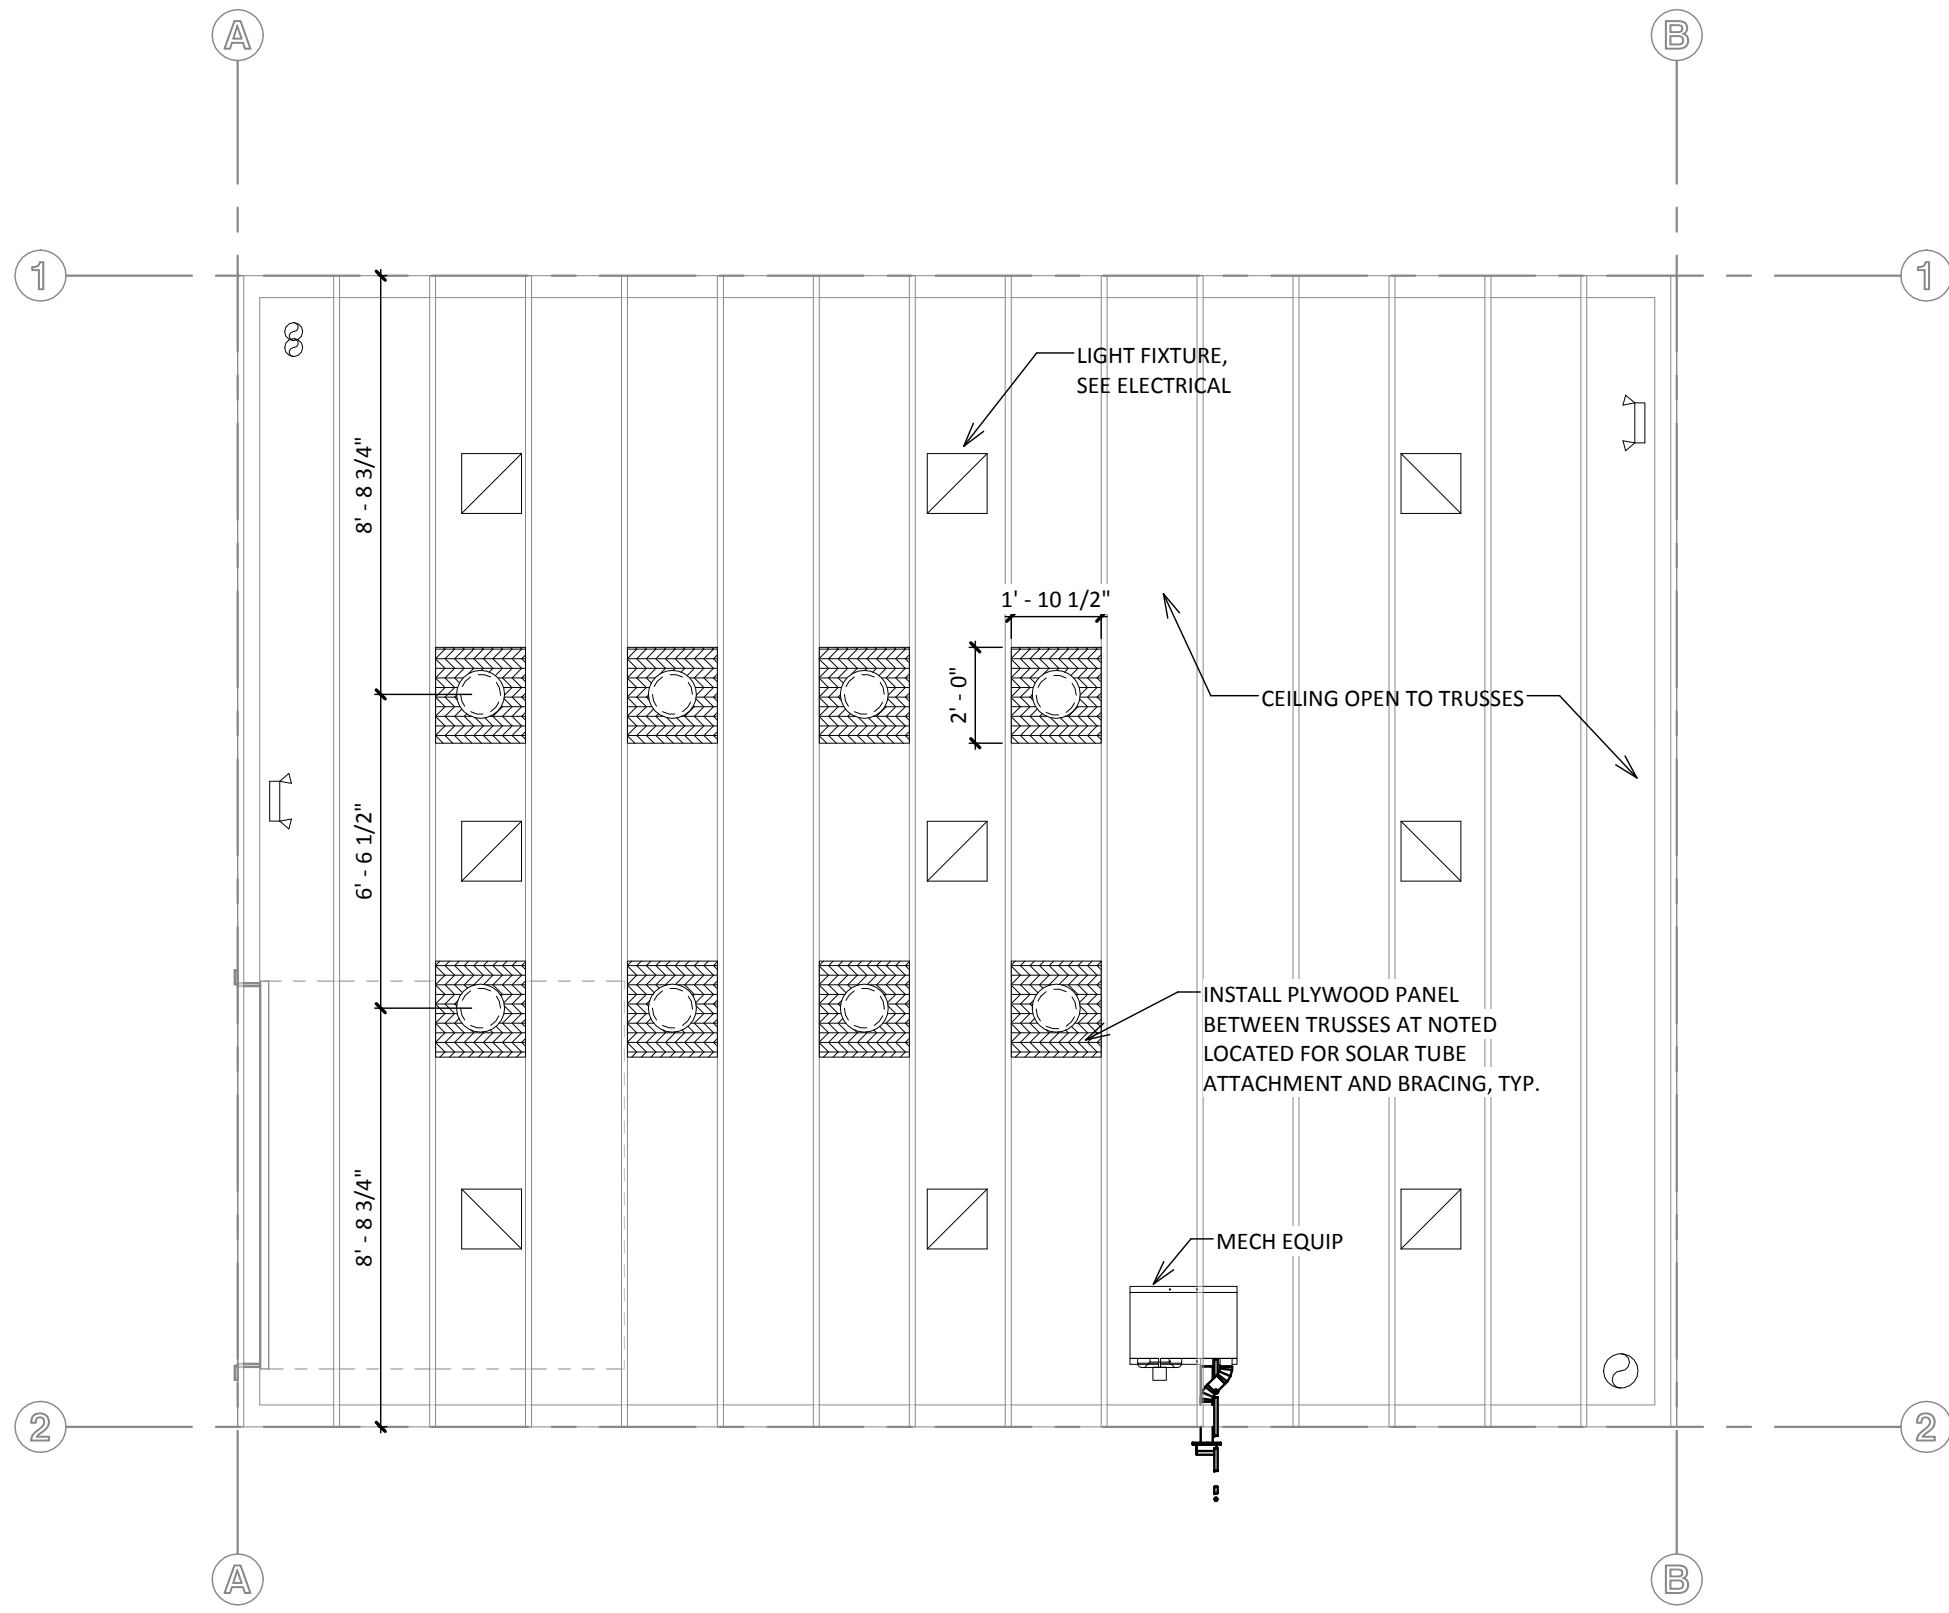 A
B
1
1
LIGHT FIXTURE,
SEE ELECTRICAL
8' - 8 3/4"
1' - 10 1/2"
2' - 0"
CEILING OPEN TO TRUSSES
6' - 6 1/2"
INSTALL PLYWOOD PANEL
BETWEEN TRUSSES AT NOTED
LOCATED FOR SOLAR TUBE
ATTACHMENT AND BRACING, TYP.
8' - 8 3/4"
MECH EQUIP
2
2
A
B